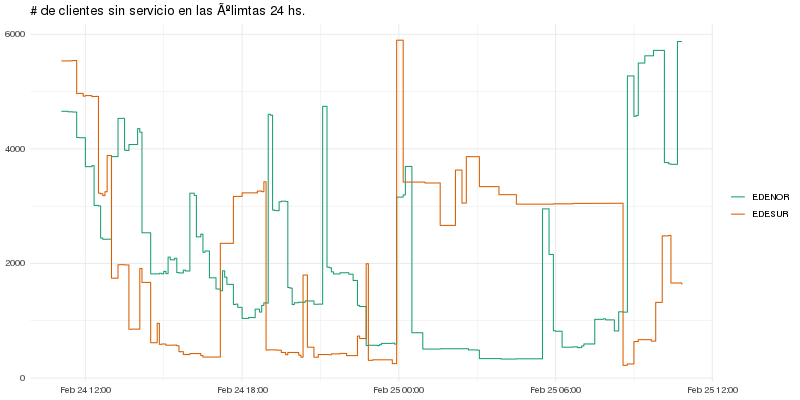 # de clientes sin servicio en las Ãºlimtas 24 hs.
6000
4000
2000
0
Feb 24 12:00
Feb 24 18:00
Feb 25 00:00
Feb 25 06:00
Feb 25 12:00
EDENOR
EDESUR